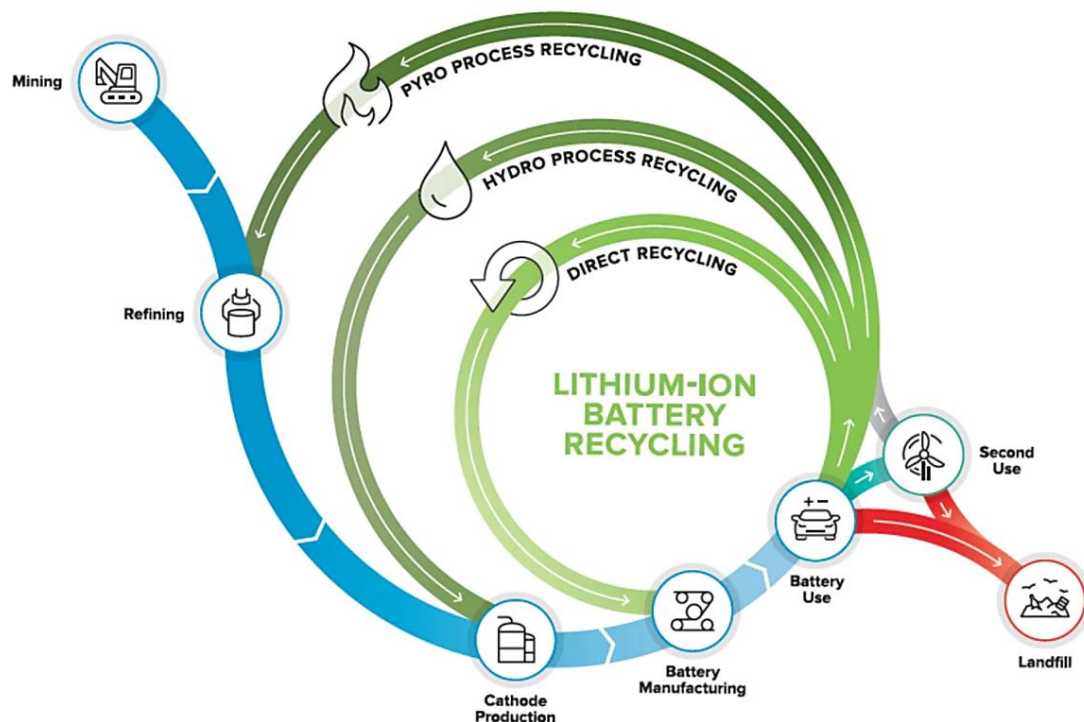 Mining
PYRO PROCESS RECYCLING
HYDRO PROCESS RECYCLING
DIRECT RECYCLING
Refining
LITHIUM-ION
BATTERY
RECYCLING
Second
Use
+ −
Battery
Use
Landfill
Battery
Manufacturing
Cathode
Production